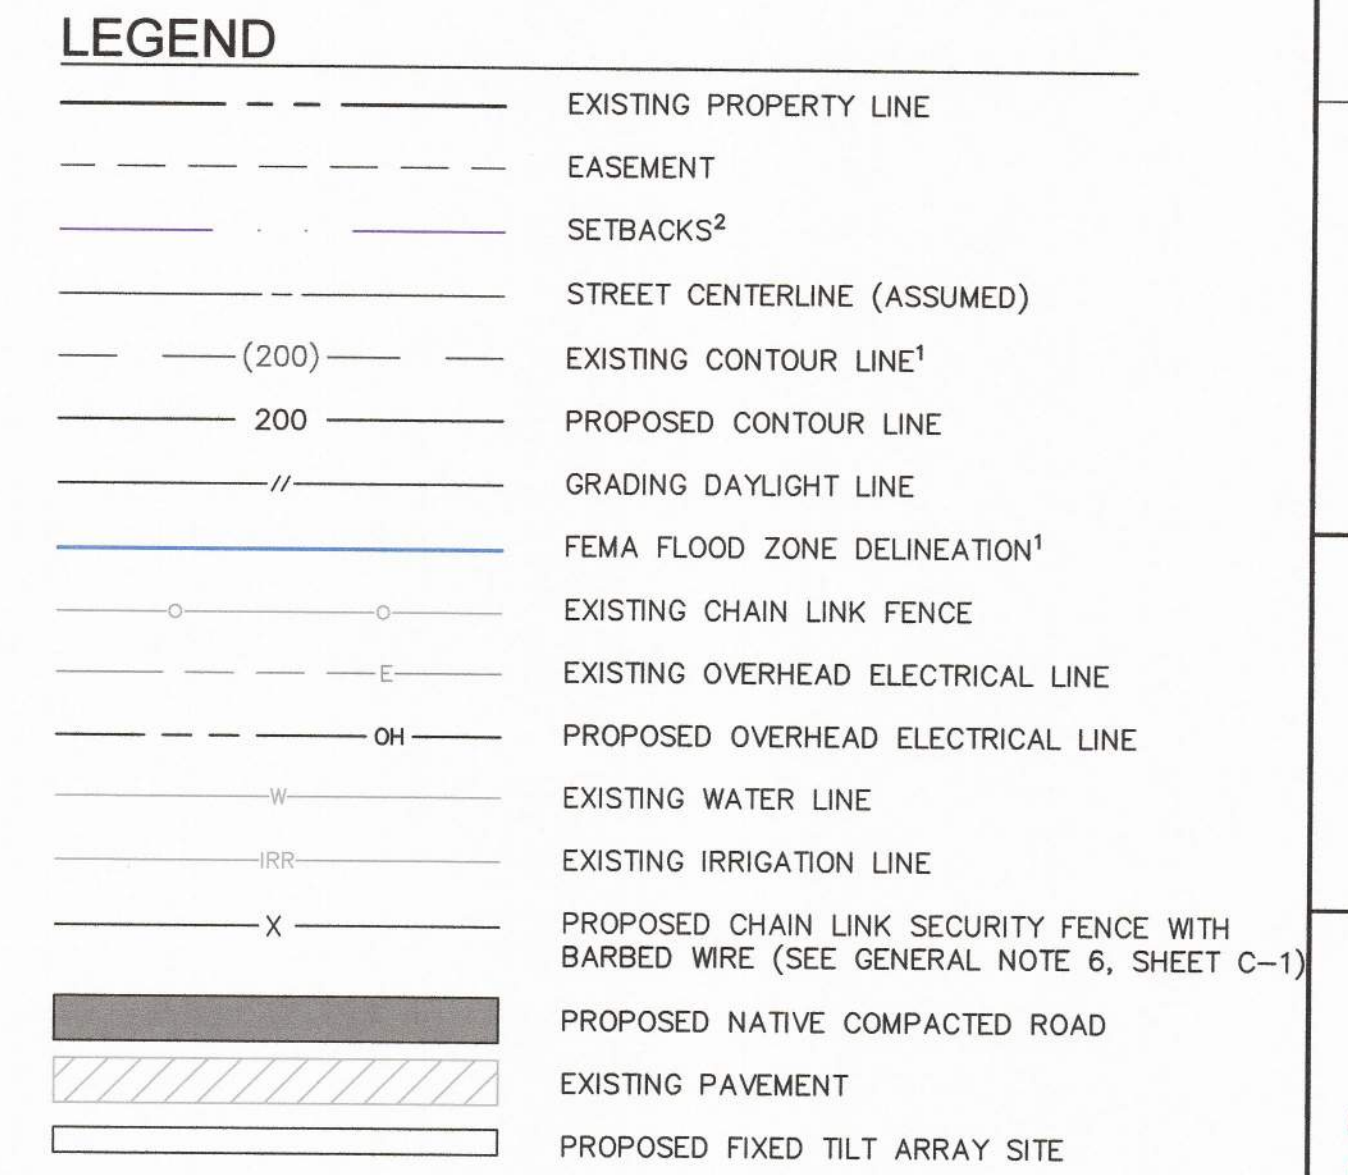 LEGEND
EXISTING PROPERTY LINE
EASEMENT
SETBACKS²
STREET CENTERLINE (ASSUMED)
(200) EXISTING CONTOUR LINE¹
200 PROPOSED CONTOUR LINE
// GRADING DAYLIGHT LINE
FEMA FLOOD ZONE DELINEATION¹
O O EXISTING CHAIN LINK FENCE
E EXISTING OVERHEAD ELECTRICAL LINE
OH PROPOSED OVERHEAD ELECTRICAL LINE
W EXISTING WATER LINE
IRR EXISTING IRRIGATION LINE
X PROPOSED CHAIN LINK SECURITY FENCE WITH
BARBED WIRE (SEE GENERAL NOTE 6, SHEET C-1)
PROPOSED NATIVE COMPACTED ROAD
EXISTING PAVEMENT
PROPOSED FIXED TILT ARRAY SITE